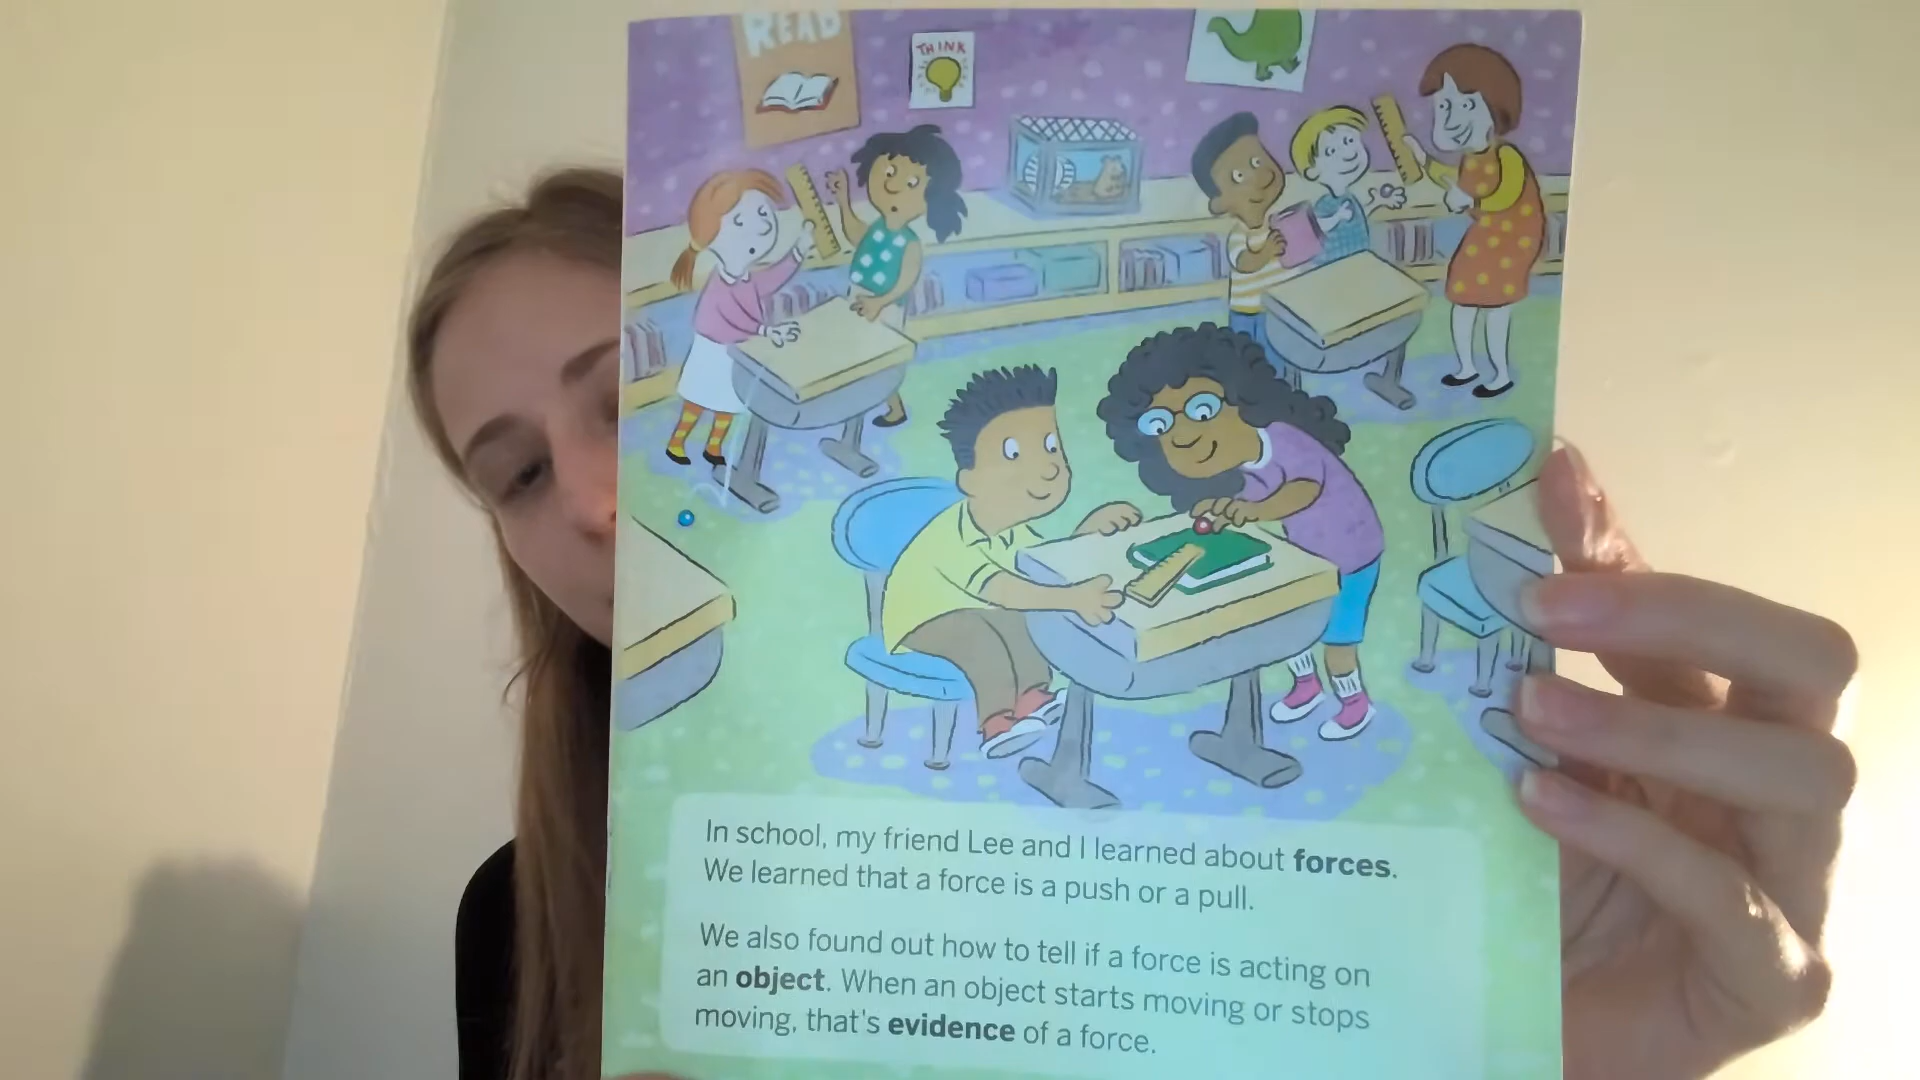 READ
THINK
In school, my friend Lee and I learned about forces.
We learned that a force is a push or a pull.
We also found out how to tell if a force is acting on
an object. When an object starts moving or stops
moving, that's evidence of a force.